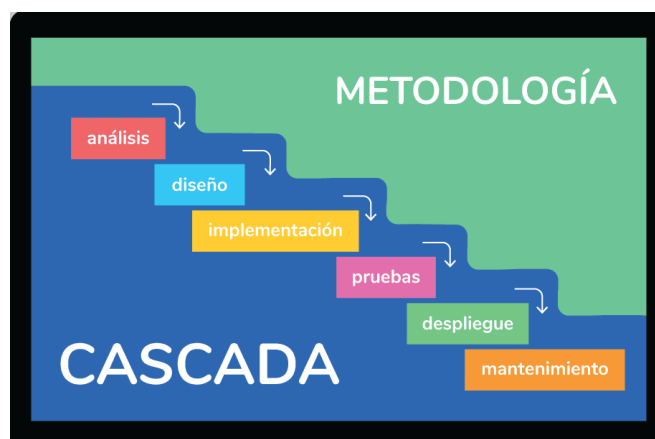 METODOLOGÍA
análisis
diseño
implementación
pruebas
despliegue
mantenimiento
CASCADA